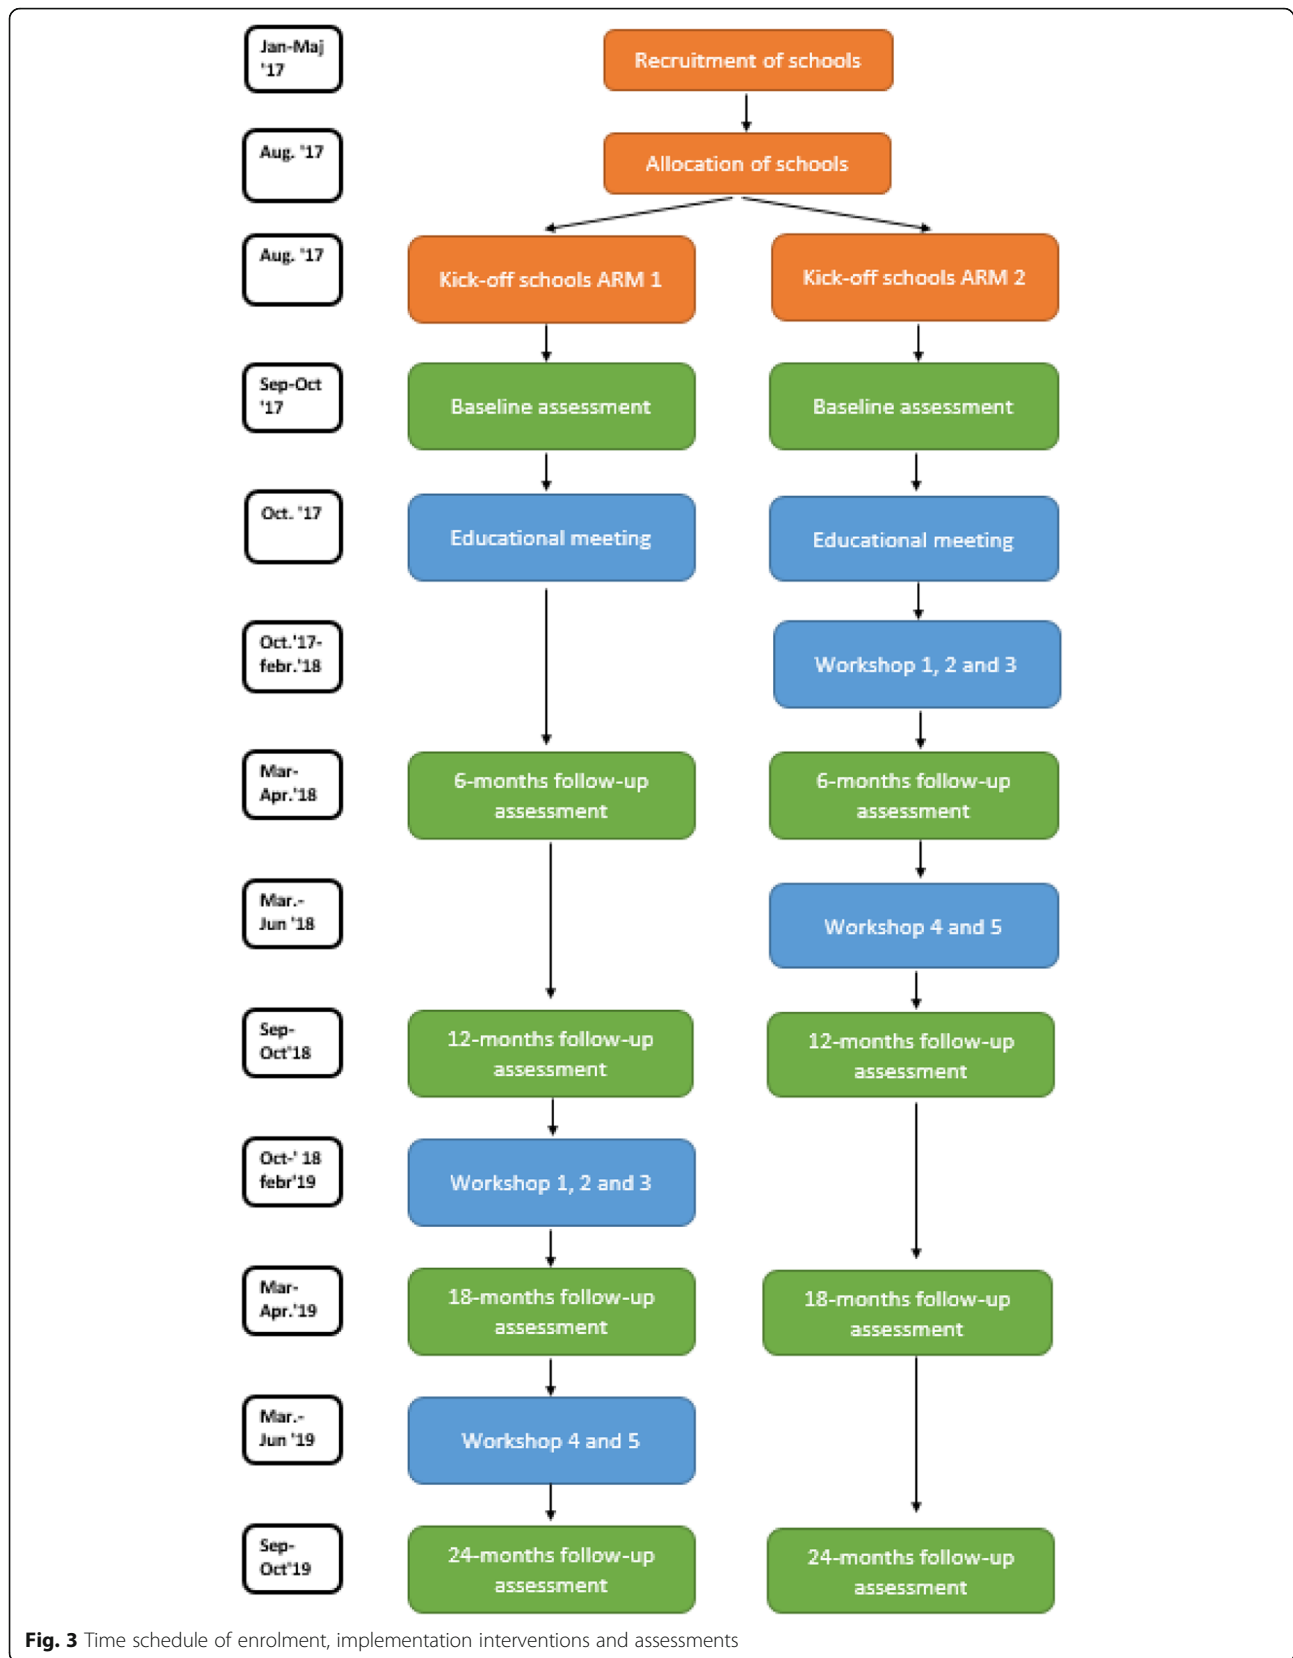 Jan-Maj
'17
Recruitment of schools
Aug. '17
Allocation of schools
Aug. '17
Kick-off schools ARM 1
Kick-off schools ARM 2
Sep-Oct
'17
Baseline assessment
Baseline assessment
Oct. '17
Educational meeting
Educational meeting
Oct.'17-
febr.'18
Workshop 1, 2 and 3
Mar-
Apr.'18
6-months follow-up
assessment
6-months follow-up
assessment
Mar.-
Jun '18
Workshop 4 and 5
Sep-
Oct'18
12-months follow-up
assessment
12-months follow-up
assessment
Oct-' 18
febr'19
Workshop 1, 2 and 3
Mar-
Apr.'19
18-months follow-up
assessment
18-months follow-up
assessment
Mar.-
Jun '19
Workshop 4 and 5
Sep-
Oct'19
24-months follow-up
assessment
24-months follow-up
assessment
Fig. 3 Time schedule of enrolment, implementation interventions and assessments